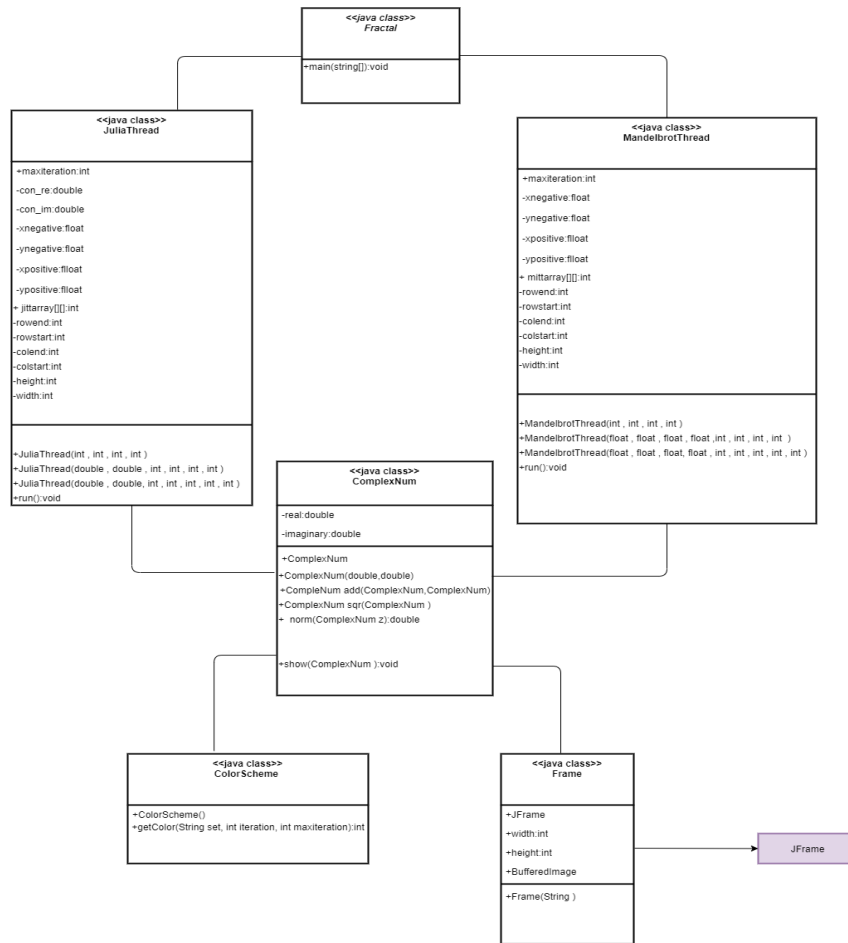 <<java class>>
Fractal
+main(string[]):void
<<java class>>
JuliaThread
+maxiteration:int
-con_re:double
-con_im:double
-xnegative:float
-ynegative:float
-xpositive:flloat
-ypositive:flloat
+ jittarray[][]:int
-rowend:int
-rowstart:int
-colend:int
-colstart:int
-height:int
-width:int
+JuliaThread(int , int , int , int )
+JuliaThread(double , double , int , int , int , int )
+JuliaThread(double , double, int , int , int , int , int )
+run():void
<<java class>>
MandelbrotThread
+maxiteration:int
-xnegative:float
-ynegative:float
-xpositive:flloat
-ypositive:flloat
+ mittarray[][]:int
-rowend:int
-rowstart:int
-colend:int
-colstart:int
-height:int
-width:int
+MandelbrotThread(int , int , int , int )
+MandelbrotThread(float , float , float , float ,int , int , int , int )
+MandelbrotThread(float , float , float, float , int , int , int , int , int )
+run():void
<<java class>>
ComplexNum
-real:double
-imaginary:double
+ComplexNum
+ComplexNum(double,double)
+CompleNum add(ComplexNum,ComplexNum)
+ComplexNum sqr(ComplexNum )
+ norm(ComplexNum z):double
+show(ComplexNum ):void
<<java class>>
ColorScheme
+ColorScheme()
+getColor(String set, int iteration, int maxiteration):int
<<java class>>
Frame
+JFrame
+width:int
+height:int
+BufferedImage
+Frame(String )
JFrame